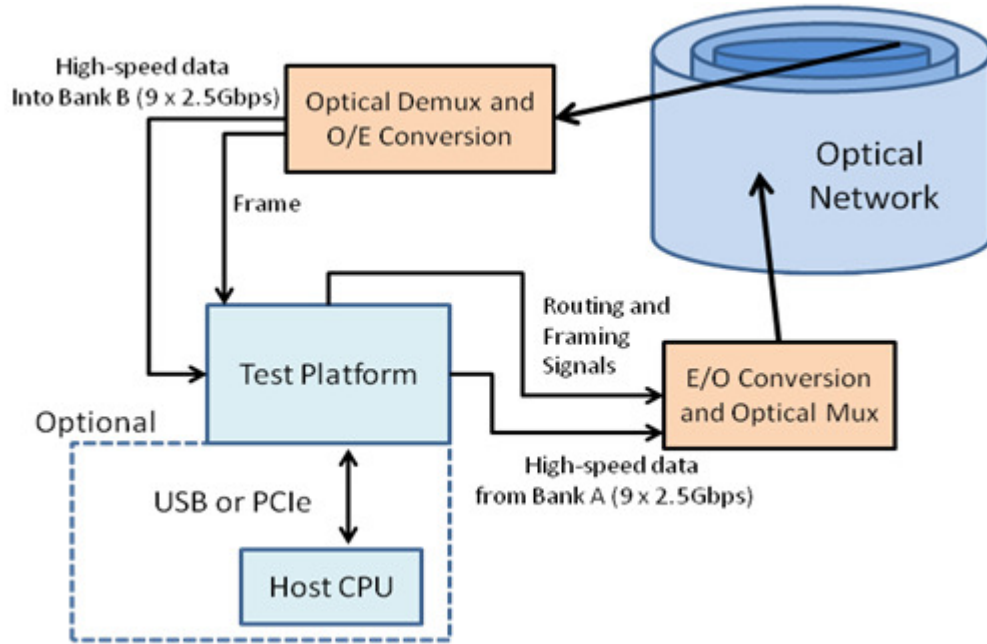 High-speed data
Into Bank B (9 x 2.5Gbps)
Optical Demux and
O/E Conversion
Optical
Network
Frame
Routing and
Framing
Signals
Test Platform
E/O Conversion
and Optical Mux
Optional
High-speed data
from Bank A (9 x 2.5Gbps)
USB or PCIe
Host CPU